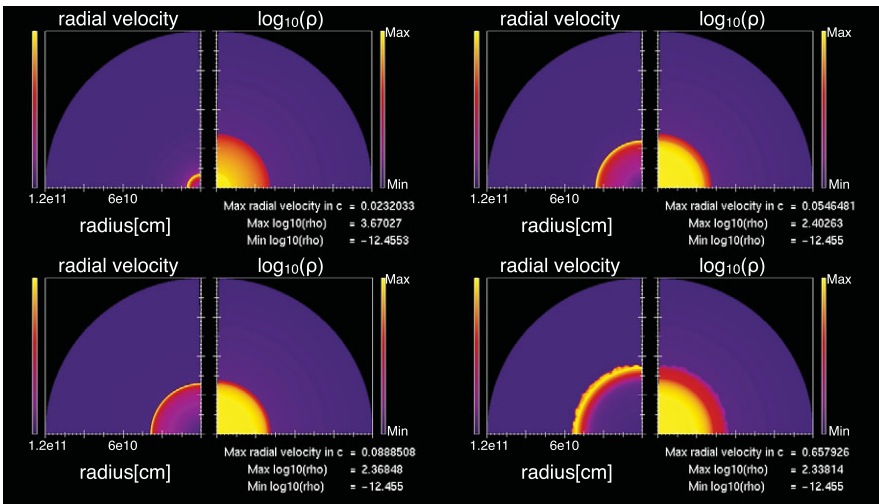 radial velocity log₁₀(ρ)
Max
Min
1.2e11 6e10
radius[cm]
Max radial velocity in c = 0.0232033
Max log10(rho) = 3.67027
Min log10(rho) = -12.4553
radial velocity log₁₀(ρ)
Max
Min
1.2e11 6e10
radius[cm]
Max radial velocity in c = 0.0546481
Max log10(rho) = 2.40263
Min log10(rho) = -12.455
radial velocity log₁₀(ρ)
Max
Min
1.2e11 6e10
radius[cm]
Max radial velocity in c = 0.0888508
Max log10(rho) = 2.36848
Min log10(rho) = -12.455
radial velocity log₁₀(ρ)
Max
Min
1.2e11 6e10
radius[cm]
Max radial velocity in c = 0.657926
Max log10(rho) = 2.33814
Min log10(rho) = -12.455